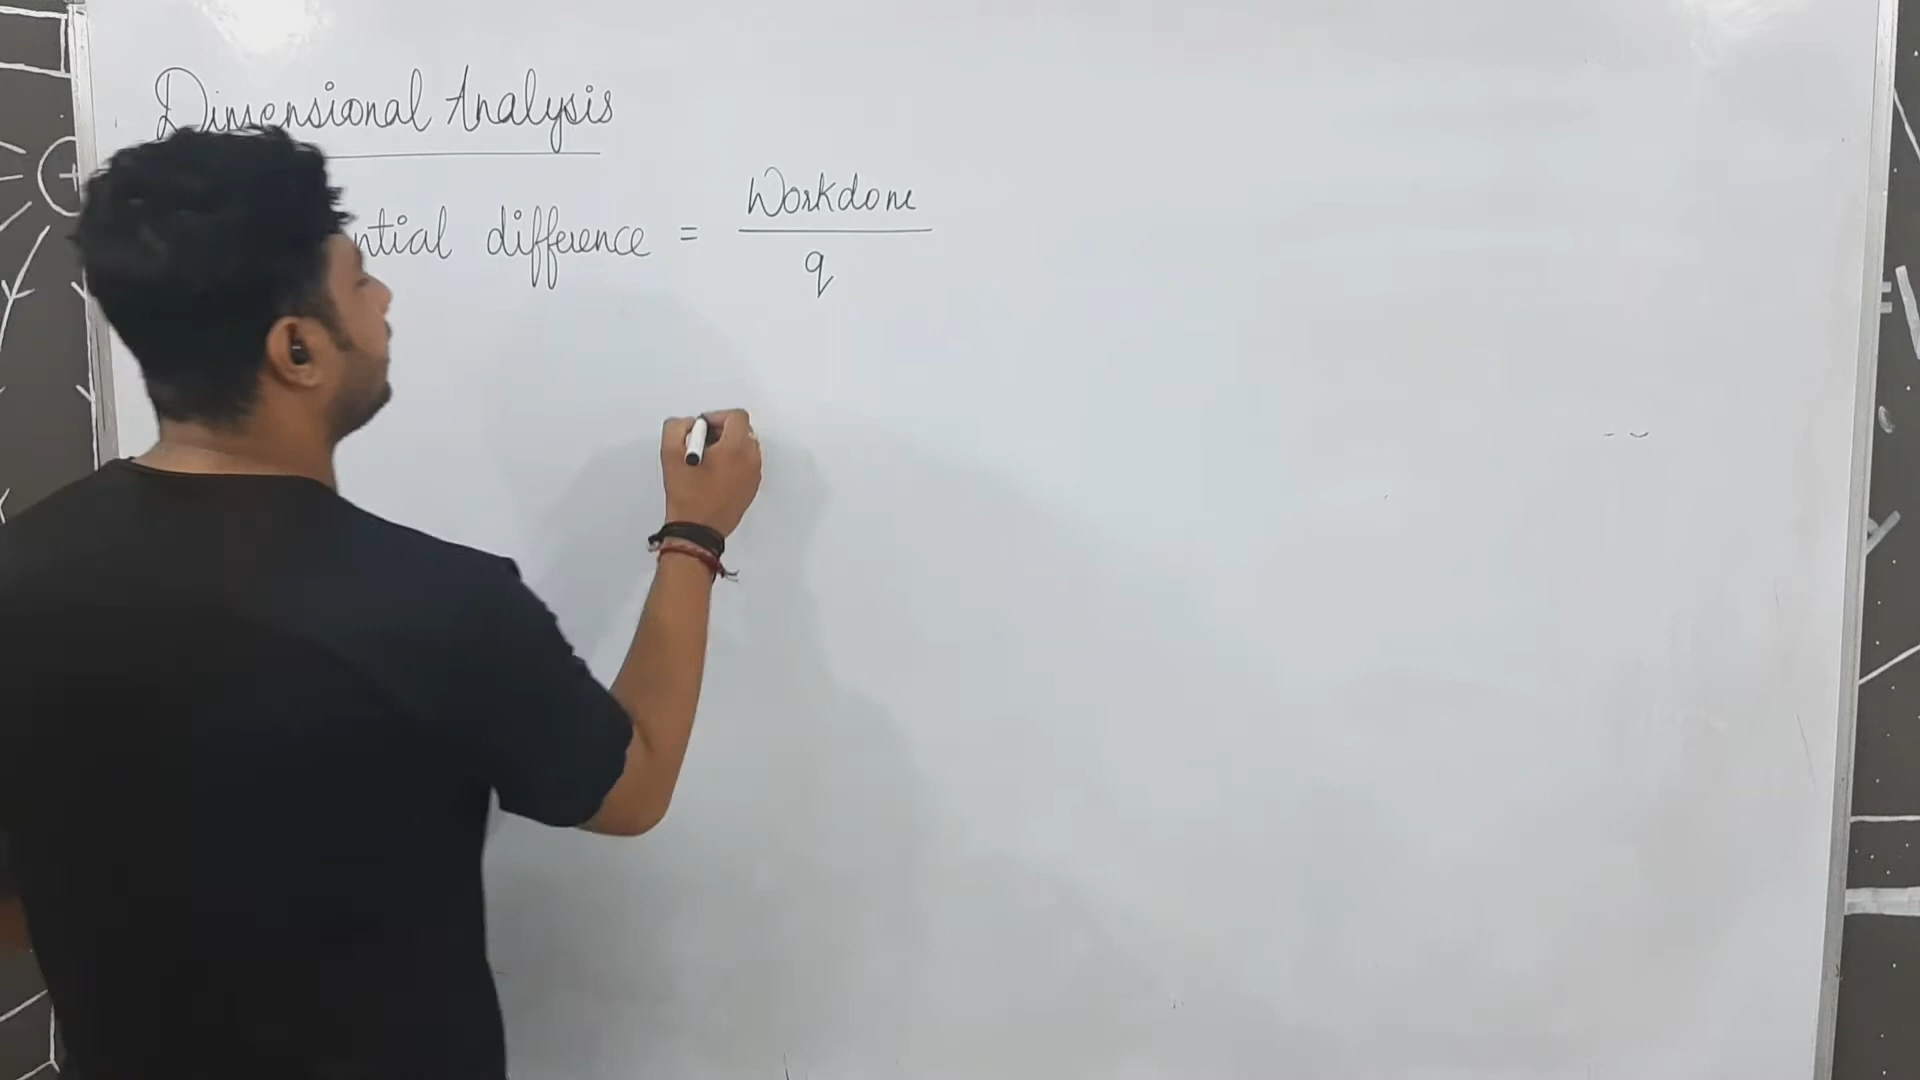 Dimensional Analysis
ntial difference = Workdone
q